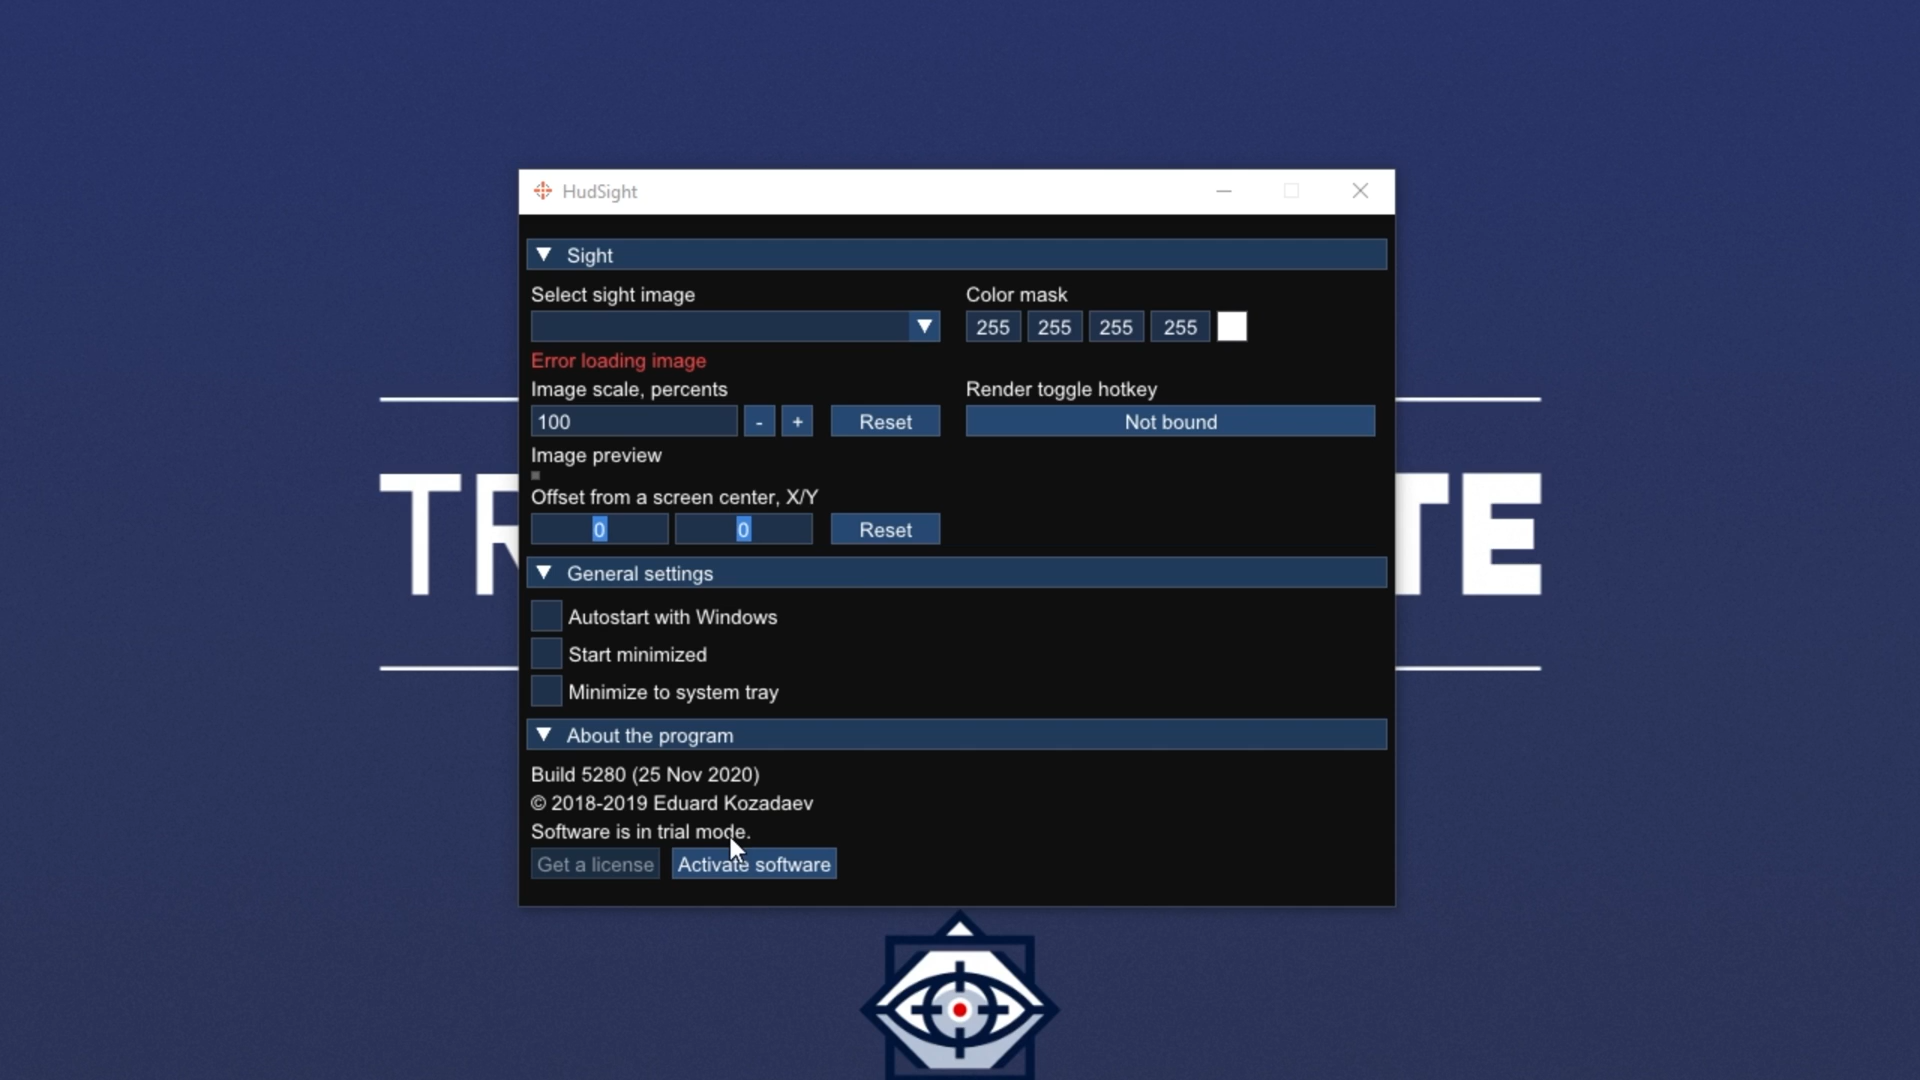 HudSight
Sight
Select sight image
Color mask
255 255 255 255
Error loading image
Image scale, percents
Render toggle hotkey
100 - + Reset
Not bound
Image preview
Offset from a screen center, X/Y
0 0 Reset
General settings
Autostart with Windows
Start minimized
Minimize to system tray
About the program
Build 5280 (25 Nov 2020)
© 2018-2019 Eduard Kozadaev
Software is in trial mode.
Get a license Activate software